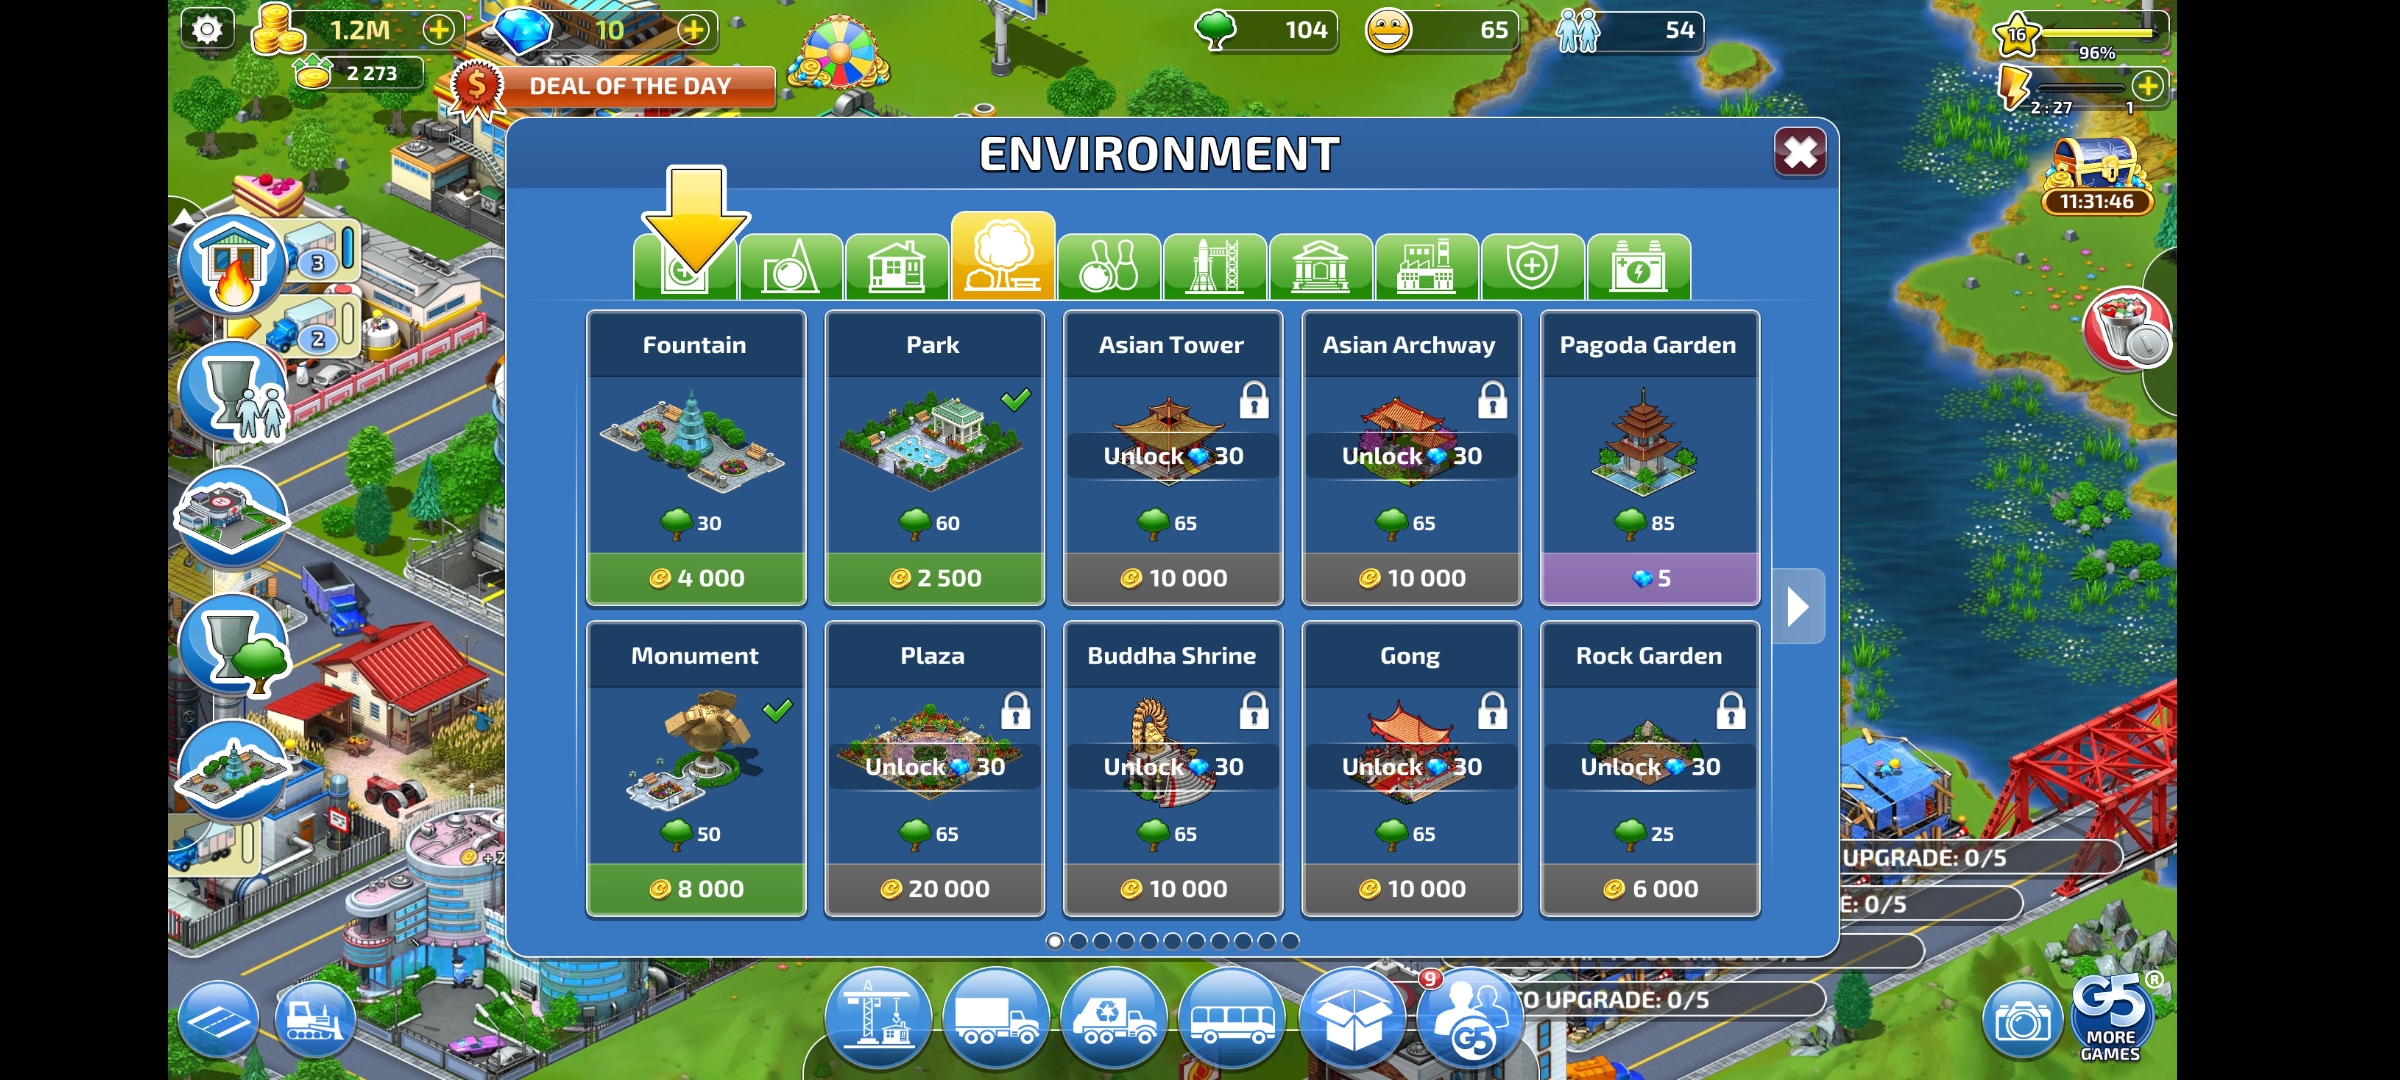 1.2M
10
104
65
54
16
96%
2 273
DEAL OF THE DAY
2:27
1
ENVIRONMENT
11:31:46
3
2
Fountain
Park
Asian Tower
Asian Archway
Pagoda Garden
Unlock 30
Unlock 30
30
60
65
65
85
4 000
2 500
10 000
10 000
5
Monument
Plaza
Buddha Shrine
Gong
Rock Garden
Unlock 30
Unlock 30
Unlock 30
Unlock 30
50
65
65
65
25
8 000
20 000
10 000
10 000
6 000
UPGRADE: 0/5
E: 0/5
O UPGRADE: 0/5
9
G5
G5®
MORE
GAMES